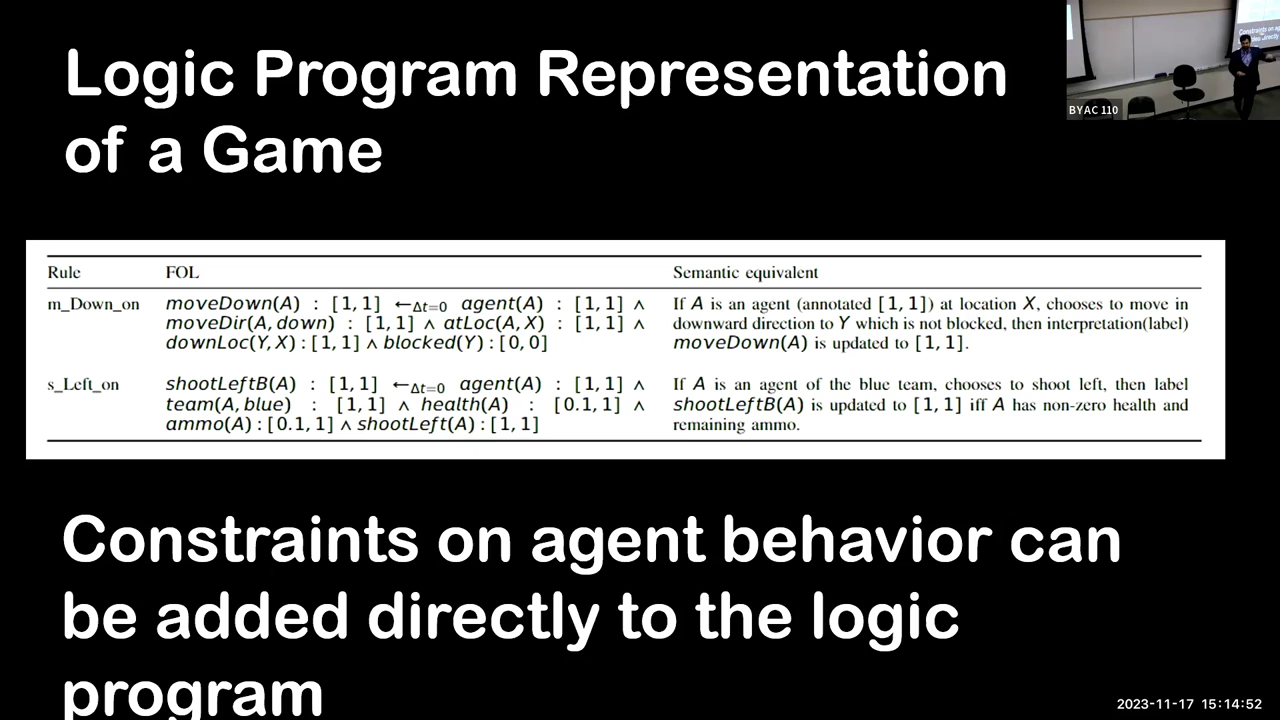 Logic Program Representation
of a Game
BYAC 110
Rule FOL Semantic equivalent
m_Down_on moveDown(A) : [1, 1] ←Δt=0 agent(A) : [1, 1] ∧ If A is an agent (annotated [1, 1]) at location X, chooses to move in
moveDir(A, down) : [1, 1] ∧ atLoc(A, X) : [1, 1] ∧ downward direction to Y which is not blocked, then interpretation(label)
downLoc(Y, X) : [1, 1] ∧ blocked(Y) : [0, 0] moveDown(A) is updated to [1, 1].
s_Left_on shootLeftB(A) : [1, 1] ←Δt=0 agent(A) : [1, 1] ∧ If A is an agent of the blue team, chooses to shoot left, then label
team(A, blue) : [1, 1] ∧ health(A) : [0.1, 1] ∧ shootLeftB(A) is updated to [1, 1] iff A has non-zero health and
ammo(A) : [0.1, 1] ∧ shootLeft(A) : [1, 1] remaining ammo.
Constraints on agent behavior can
be added directly to the logic
program
2023-11-17 15:14:52